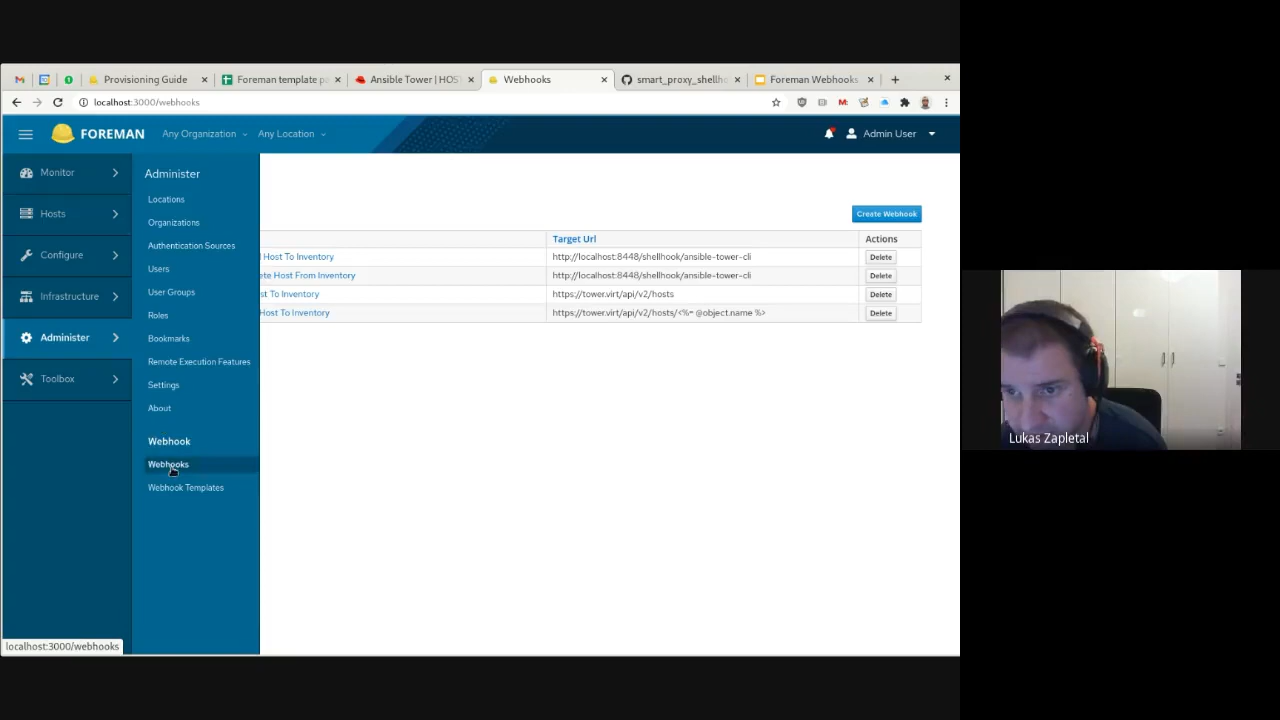 Provisioning Guide
Foreman template pa
Ansible Tower | HOS
Webhooks
smart_proxy_shellho
Foreman Webhooks
localhost:3000/webhooks
FOREMAN
Any Organization
Any Location
Admin User
Monitor
Hosts
Configure
Infrastructure
Administer
Toolbox
Administer
Locations
Organizations
Authentication Sources
Users
User Groups
Roles
Bookmarks
Remote Execution Features
Settings
About
Webhook
Webhooks
Webhook Templates
Create Webhook
Target Url Actions
Host To Inventory http://localhost:8448/shellhook/ansible-tower-cli Delete
ete Host From Inventory http://localhost:8448/shellhook/ansible-tower-cli Delete
st To Inventory https://tower.virt/api/v2/hosts Delete
Host To Inventory https://tower.virt/api/v2/hosts/<%= @object.name %> Delete
localhost:3000/webhooks
Lukas Zapletal